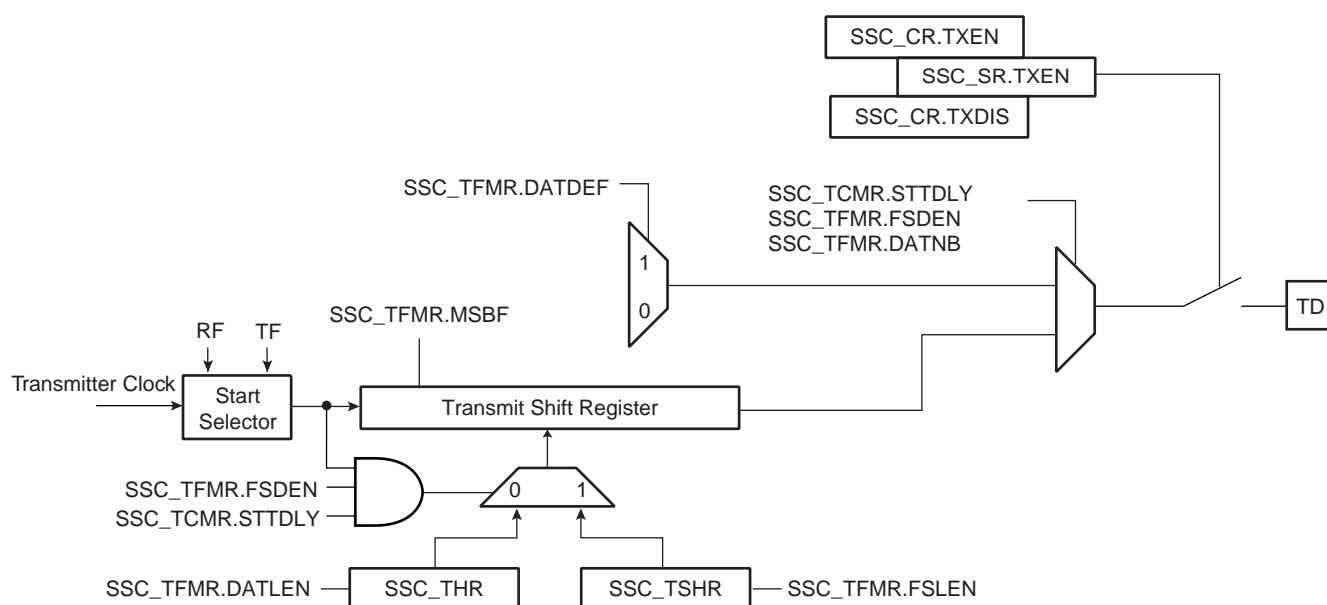 SSC_CR.TXEN
SSC_SR.TXEN
SSC_CR.TXDIS
SSC_TFMR.DATDEF
SSC_TCMR.STTDLY
SSC_TFMR.FSDEN
SSC_TFMR.DATNB
1
0
TD
SSC_TFMR.MSBF
RF TF
Transmitter Clock
Start
Selector
Transmit Shift Register
SSC_TFMR.FSDEN
SSC_TCMR.STTDLY
0 1
SSC_TFMR.DATLEN
SSC_THR
SSC_TSHR
SSC_TFMR.FSLEN